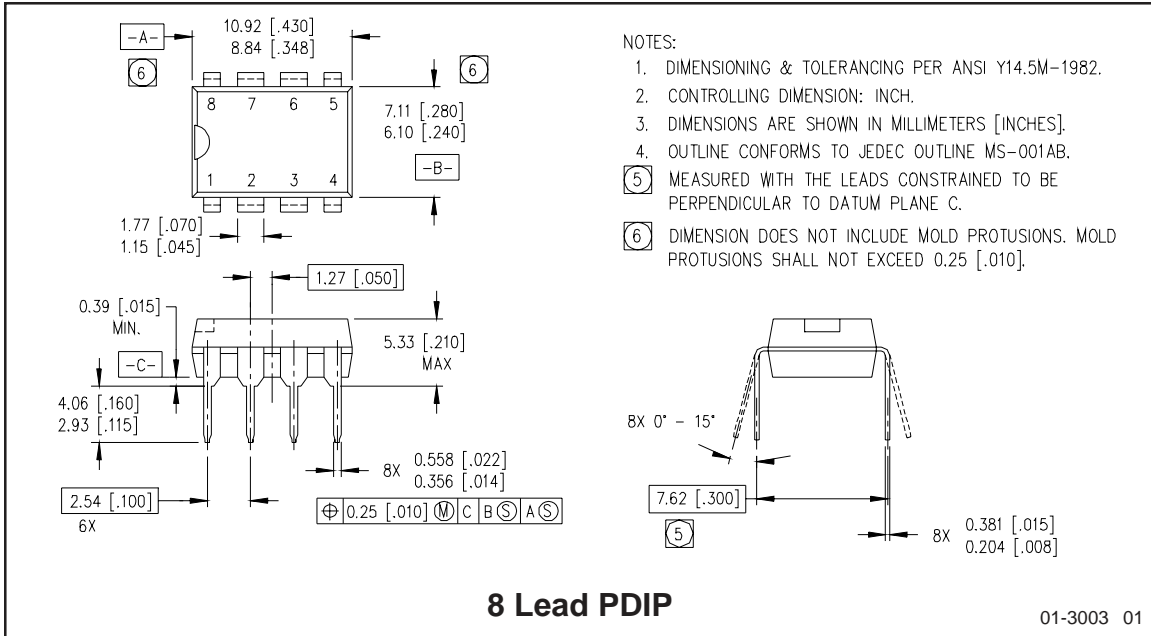 10.92 [.430]
8.84 [.348]
-A-
6
6
8 7 6 5
7.11 [.280]
6.10 [.240]
-B-
1 2 3 4
1.77 [.070]
1.15 [.045]
1.27 [.050]
0.39 [.015]
MIN.
5.33 [.210]
MAX
-C-
4.06 [.160]
2.93 [.115]
8X 0.558 [.022]
0.356 [.014]
2.54 [.100]
6X
⌖ 0.25 [.010] Ⓜ C B Ⓢ A Ⓢ
NOTES:
1. DIMENSIONING & TOLERANCING PER ANSI Y14.5M-1982.
2. CONTROLLING DIMENSION: INCH.
3. DIMENSIONS ARE SHOWN IN MILLIMETERS [INCHES].
4. OUTLINE CONFORMS TO JEDEC OUTLINE MS-001AB.
5 MEASURED WITH THE LEADS CONSTRAINED TO BE
PERPENDICULAR TO DATUM PLANE C.
6 DIMENSION DOES NOT INCLUDE MOLD PROTUSIONS. MOLD
PROTUSIONS SHALL NOT EXCEED 0.25 [.010].
8X 0° - 15°
7.62 [.300]
5
8X 0.381 [.015]
0.204 [.008]
8 Lead PDIP
01-3003 01